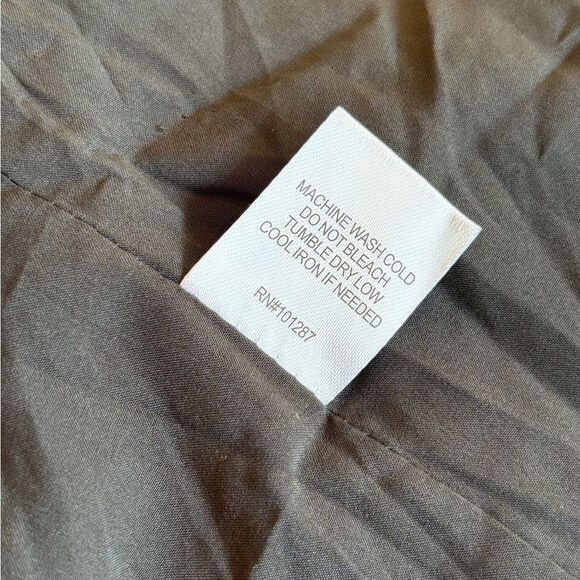 MACHINE WASH COLD
DO NOT BLEACH
TUMBLE DRY LOW
COOL IRON IF NEEDED
RN#101287